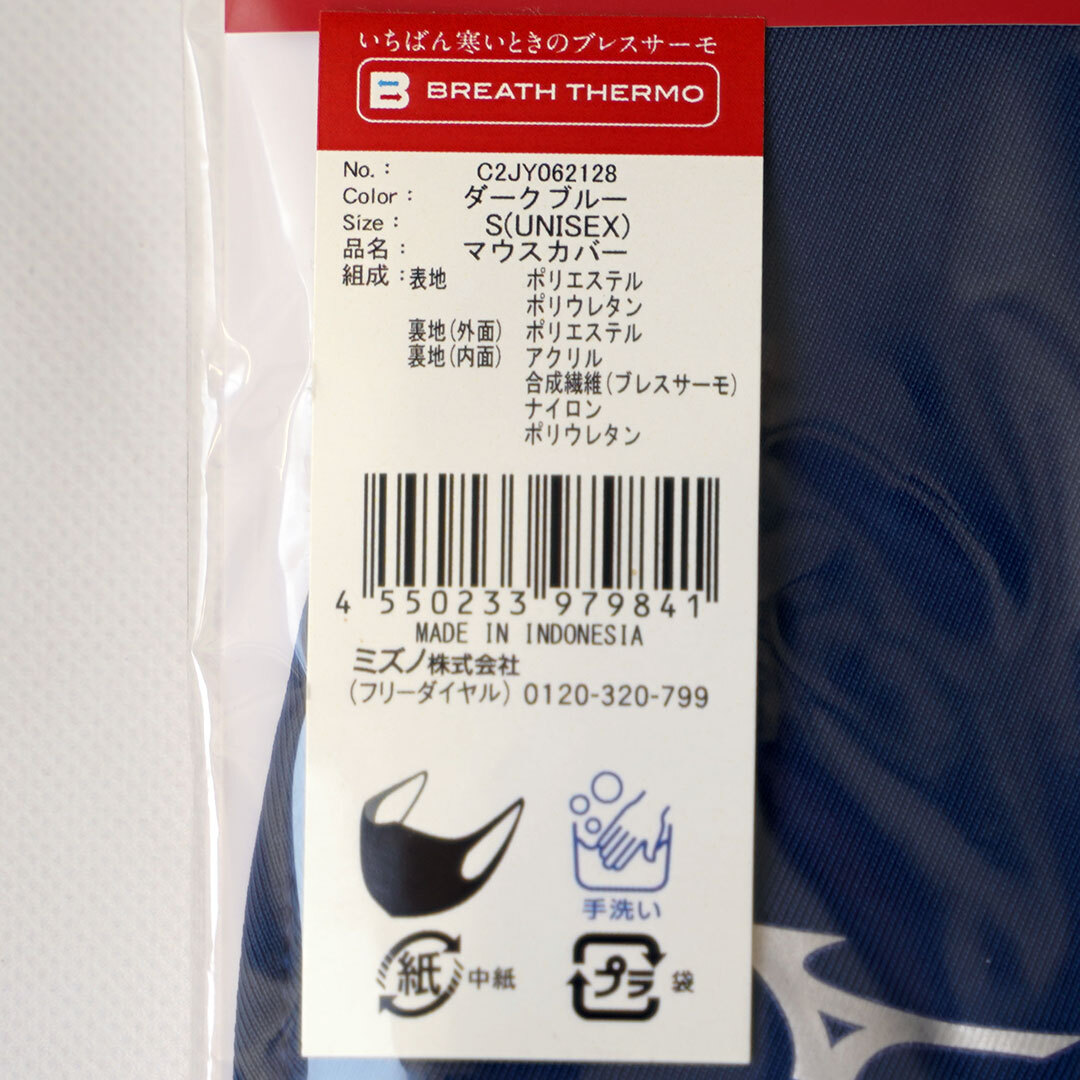 いちばん寒いときのブレスサーモ
B BREATH THERMO
No.： C2JY062128
Color： ダークブルー
Size： S(UNISEX)
品名： マウスカバー
組成：表地 ポリエステル
ポリウレタン
裏地(外面) ポリエステル
裏地(内面) アクリル
合成繊維(ブレスサーモ)
ナイロン
ポリウレタン
4 550233 979841
MADE IN INDONESIA
ミズノ株式会社
(フリーダイヤル) 0120-320-799
手洗い
紙 中紙 プラ 袋